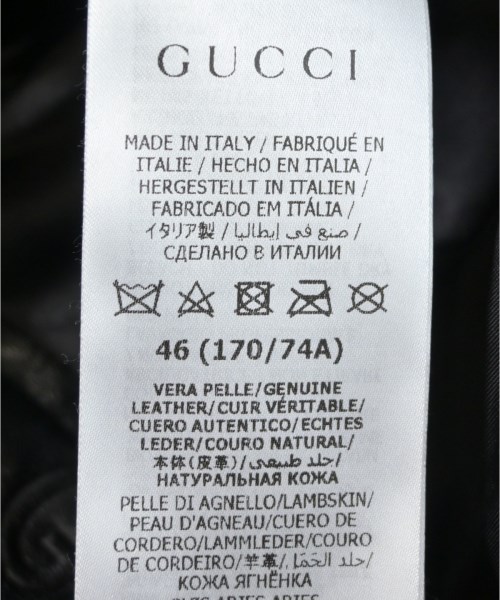 GUCCI
MADE IN ITALY / FABRIQUÉ EN
ITALIE / HECHO EN ITALIA /
HERGESTELLT IN ITALIEN /
FABRICADO EM ITÁLIA /
イタリア製 / صنع في إيطاليا /
СДЕЛАНО В ИТАЛИИ
46 (170/74A)
VERA PELLE/GENUINE
LEATHER/CUIR VÉRITABLE/
CUERO AUTENTICO/ECHTES
LEDER/COURO NATURAL/
本体(皮革)/جلد طبيعي/
НАТУРАЛЬНАЯ КОЖА
PELLE DI AGNELLO/LAMBSKIN/
PEAU D'AGNEAU/CUERO DE
CORDERO/LAMMLEDER/COURO
DE CORDEIRO/羊革/جلد الحَمَل/
КОЖА ЯГНЁНКА
ARIES ARIES